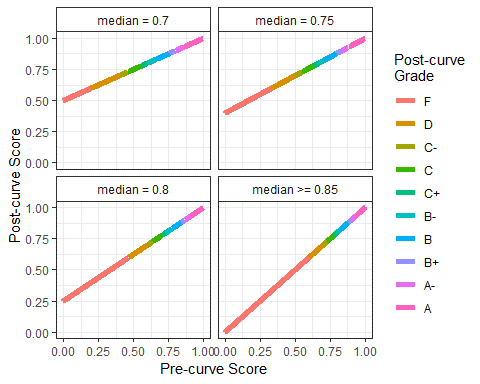 median = 0.7
median = 0.75
1.00
0.75
0.50
0.25
0.00
median = 0.8
median >= 0.85
1.00
0.75
0.50
0.25
0.00
0.00 0.25 0.50 0.75 1.00
0.00 0.25 0.50 0.75 1.00
Pre-curve Score
Post-curve Score
Post-curve
Grade
F
D
C-
C
C+
B-
B
B+
A-
A